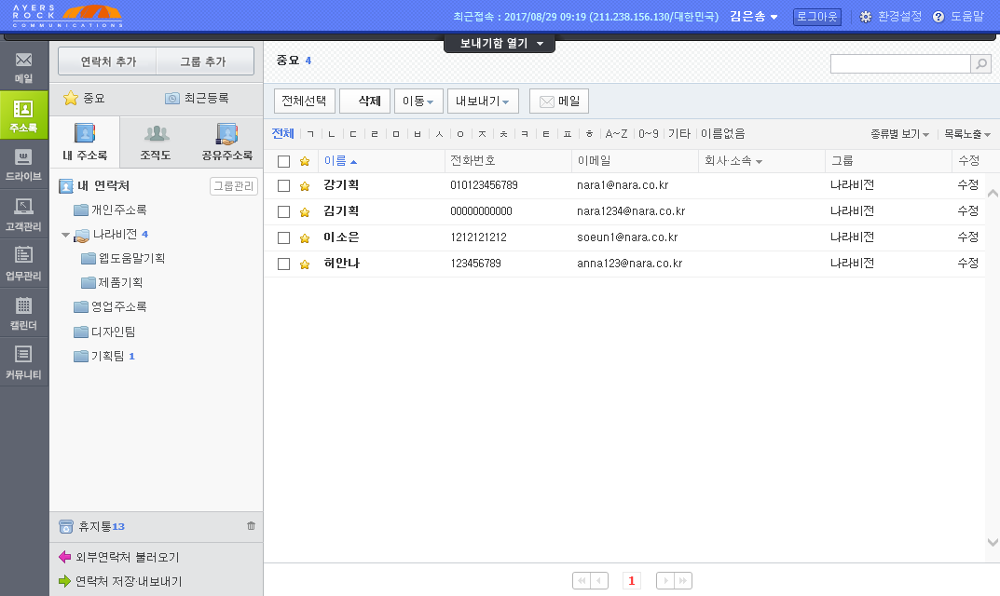 AYERS
ROCK
COMMUNICATIONS
최근접속 : 2017/08/29 09:19 (211.238.156.130/대한민국) 김은송 로그아웃 환경설정 도움말
보내기함 열기
메일
주소록
드라이브
고객관리
업무관리
캘린더
커뮤니티
연락처 추가 그룹 추가
중요 최근등록
내 주소록 조직도 공유주소록
내 연락처 그룹관리
개인주소록
나라비전 4
웹도움말기획
제품기획
영업주소록
디자인팀
기획팀 1
휴지통13
외부연락처 불러오기
연락처 저장·내보내기
중요 4
전체선택 삭제 이동 내보내기 메일
전체 ㄱ ㄴ ㄷ ㄹ ㅁ ㅂ ㅅ ㅇ ㅈ ㅊ ㅋ ㅌ ㅍ ㅎ A~Z 0~9 기타 이름없음 종류별 보기 목록노출
이름 전화번호 이메일 회사·소속 그룹 수정
강기획 010123456789 nara1@nara.co.kr 나라비전 수정
김기획 00000000000 nara1234@nara.co.kr 나라비전 수정
이소은 1212121212 soeun1@nara.co.kr 나라비전 수정
허안나 123456789 anna123@nara.co.kr 나라비전 수정
1